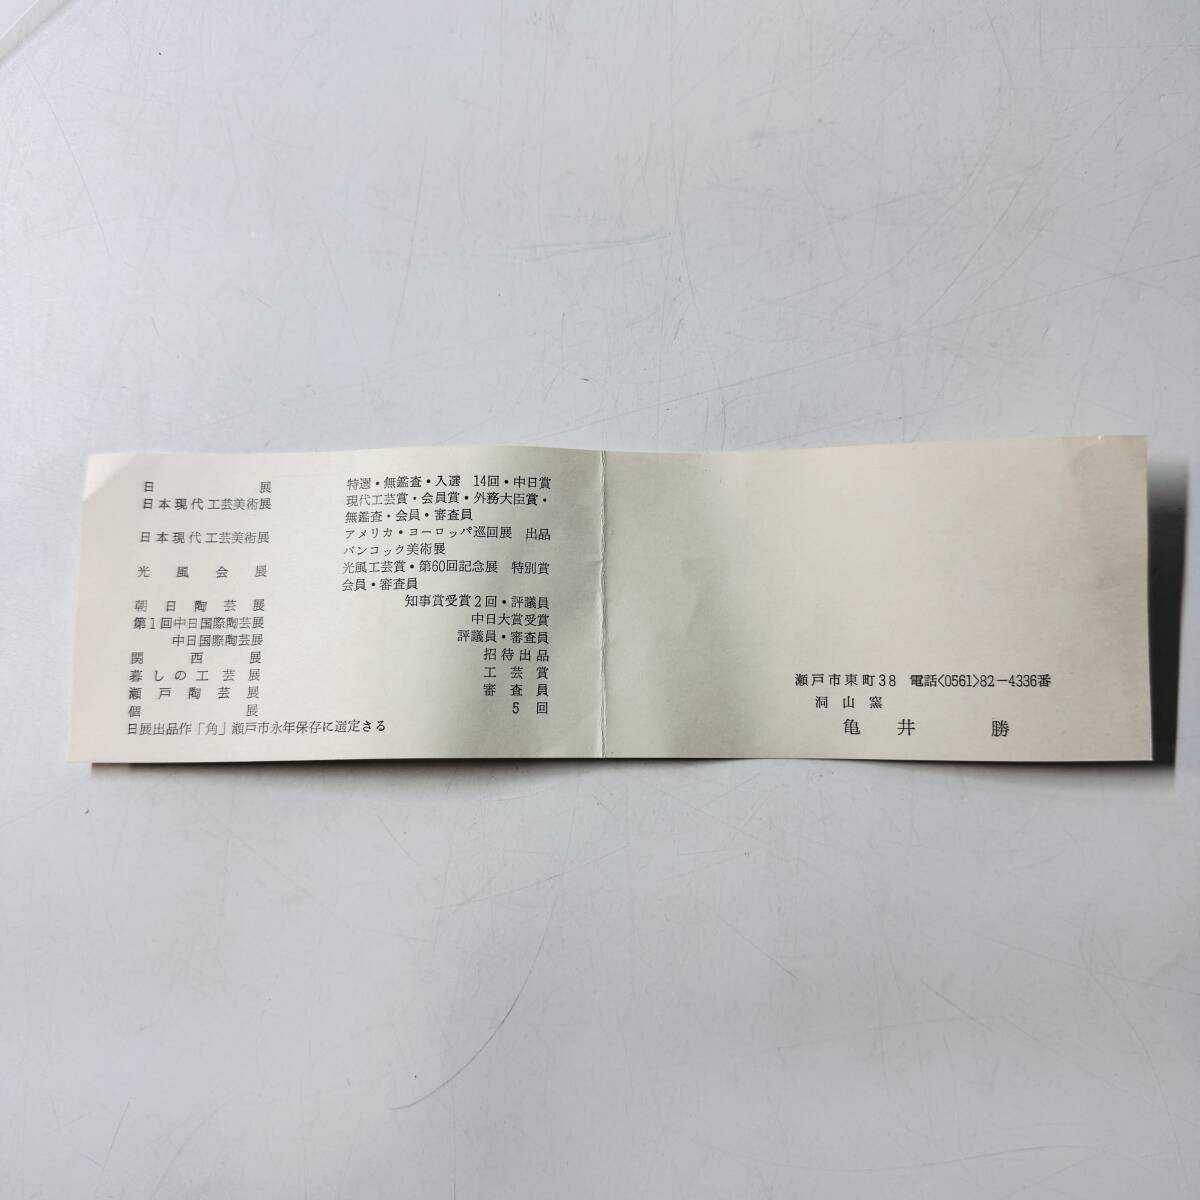 日展 特選・無鑑査・入選 14回・中日賞
日本現代工芸美術展 現代工芸賞・会員賞・外務大臣賞・
無鑑査・会員・審査員
日本現代工芸美術展 アメリカ・ヨーロッパ巡回展 出品
バンコック美術展
光風会展 光風工芸賞・第60回記念展 特別賞
会員・審査員
朝日陶芸展 知事賞受賞2回・評議員
第1回中日国際陶芸展 中日大賞受賞
中日国際陶芸展 評議員・審査員
関西展 招待出品
暮しの工芸展 工芸賞
瀬戸陶芸展 審査員
個展 5回
日展出品作「角」瀬戸市永年保存に選定さる
瀬戸市東町38 電話<0561>82-4336番
洞山窯
亀井勝